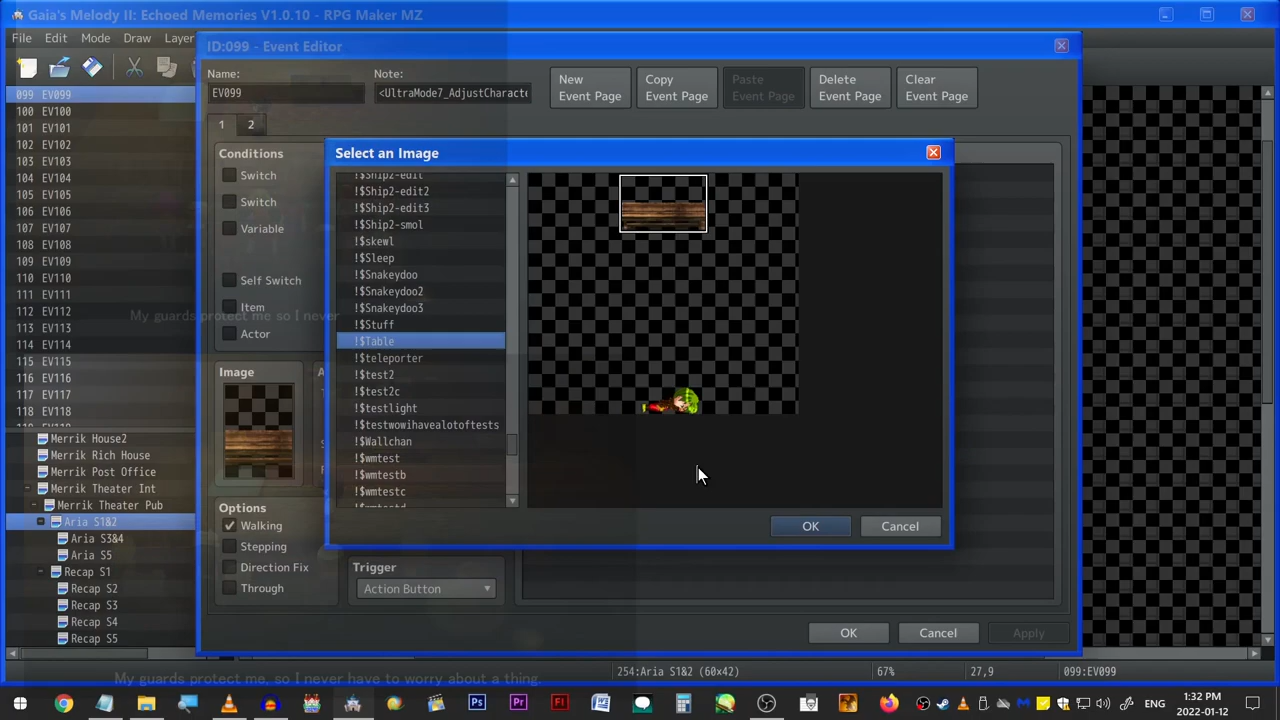 Gaia's Melody II: Echoed Memories V1.0.10 - RPG Maker MZ
File Edit Mode Draw Layer
ID:099 - Event Editor
Name:
EV099
Note:
<UltraMode7_AdjustCharacte
New
Event Page
Copy
Event Page
Paste
Event Page
Delete
Event Page
Clear
Event Page
1 2
099 EV099
100 EV100
101 EV101
102 EV102
103 EV103
104 EV104
105 EV105
106 EV106
107 EV107
108 EV108
109 EV109
110 EV110
111 EV111
112 EV112
113 EV113
114 EV114
115 EV115
116 EV116
117 EV117
118 EV118
Conditions
Switch
Switch
Variable
Self Switch
Item
Actor
My guards protect me, so I never
Image
Select an Image
!$Ship2-edit
!$Ship2-edit2
!$Ship2-edit3
!$Ship2-smol
!$skewl
!$Sleep
!$Snakeydoo
!$Snakeydoo2
!$Snakeydoo3
!$Stuff
!$Table
!$teleporter
!$test2
!$test2c
!$testlight
!$testwowihavealotoftests
!$Wallchan
!$wmtest
!$wmtestb
!$wmtestc
!$wmtestd
OK Cancel
Merrik House2
Merrik Rich House
Merrik Post Office
Merrik Theater Int
Merrik Theater Pub
Aria S1&2
Aria S3&4
Aria S5
Recap S1
Recap S2
Recap S3
Recap S4
Recap S5
Options
Walking
Stepping
Direction Fix
Through
Trigger
Action Button
OK Cancel Apply
My guards protect me, so I never have to worry about a thing.
254:Aria S1&2 (60x42)
67%
27,9
099:EV099
ENG
1:32 PM
2022-01-12